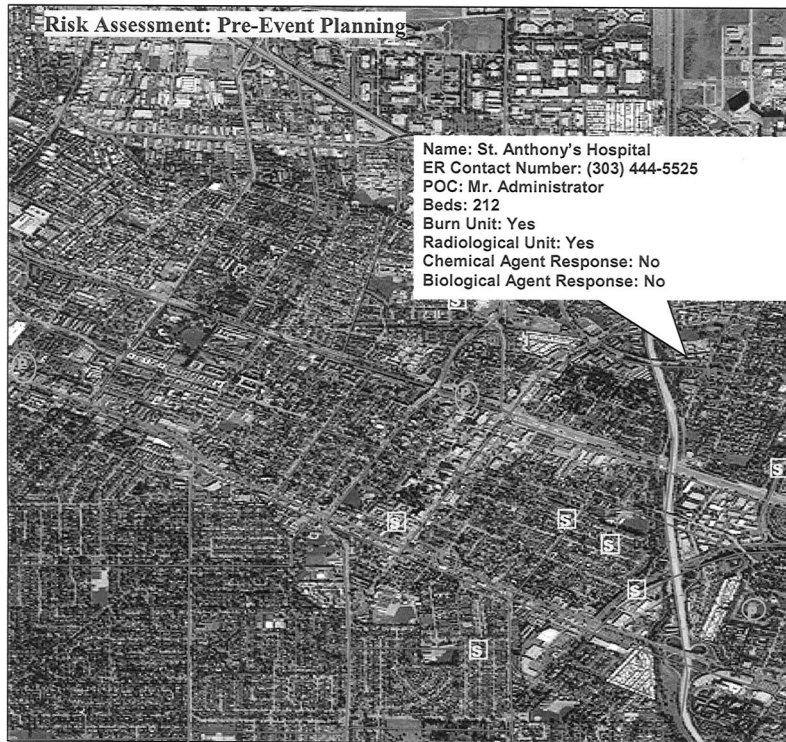 Risk Assessment: Pre-Event Planning
Name: St. Anthony's Hospital
ER Contact Number: (303) 444-5525
POC: Mr. Administrator
Beds: 212
Burn Unit: Yes
Radiological Unit: Yes
Chemical Agent Response: No
Biological Agent Response: No
S
S
S
S
S
S
S